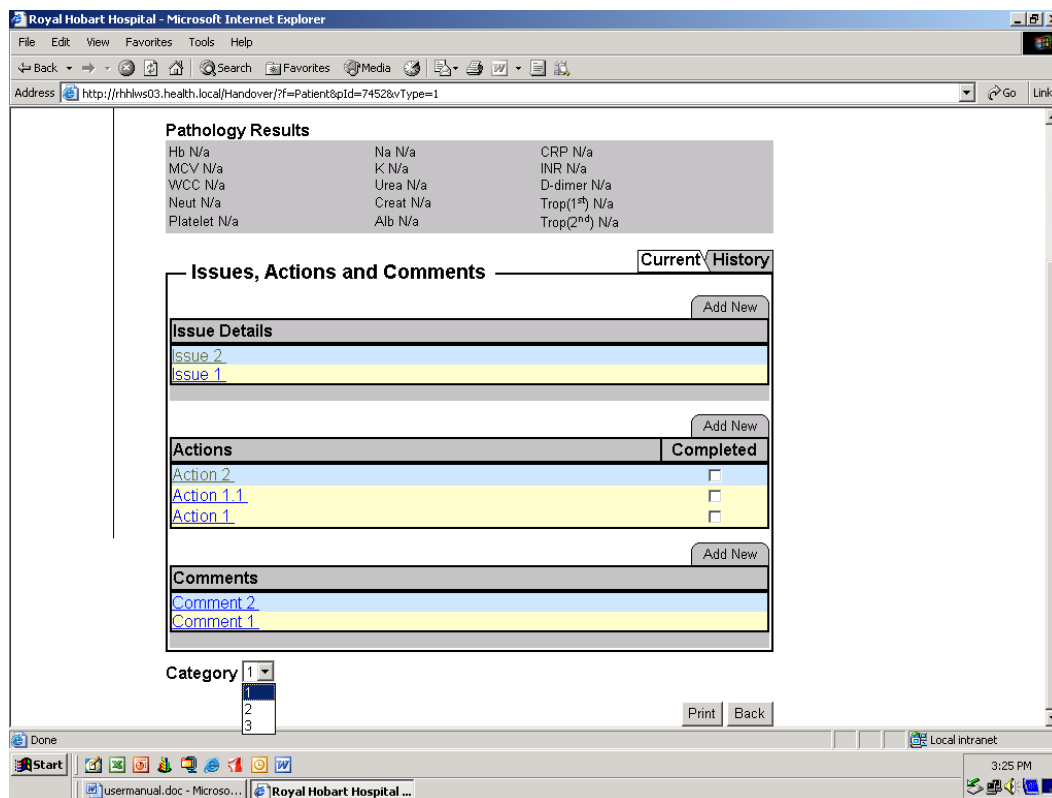 Royal Hobart Hospital - Microsoft Internet Explorer
File Edit View Favorites Tools Help
Back Search Favorites Media
Address http://rhhlws03.health.local/Handover/?f=Patient&pId=7452&vType=1 Go Link
Pathology Results
Hb N/a Na N/a CRP N/a
MCV N/a K N/a INR N/a
WCC N/a Urea N/a D-dimer N/a
Neut N/a Creat N/a Trop(1st) N/a
Platelet N/a Alb N/a Trop(2nd) N/a
Current History
Issues, Actions and Comments
Add New
Issue Details
Issue 2
Issue 1
Add New
Actions Completed
Action 2
Action 1.1
Action 1
Add New
Comments
Comment 2
Comment 1
Category 1
1
2
3
Print Back
Done Local intranet
Start 3:25 PM
usermanual.doc - Microso... Royal Hobart Hospital ...